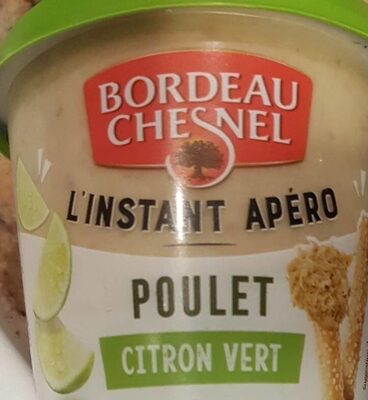 BORDEAU
CHESNEL
L'INSTANT APÉRO
POULET
CITRON VERT